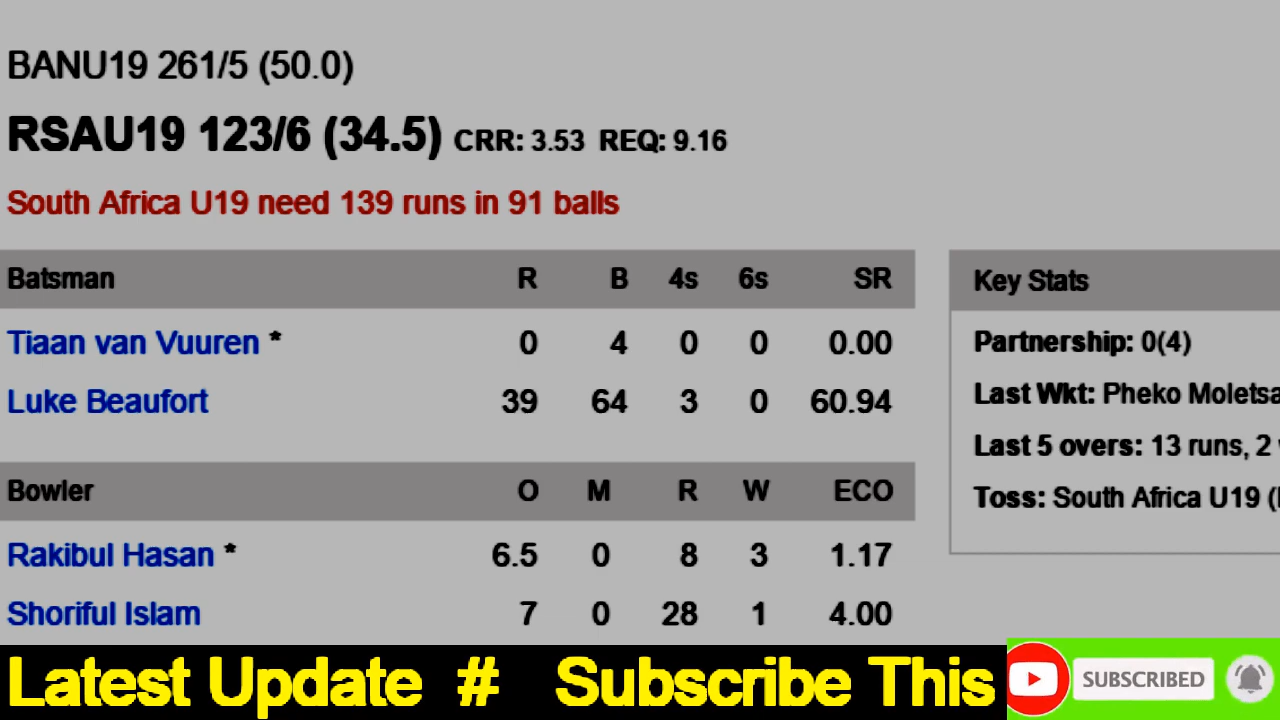 BANU19 261/5 (50.0)
RSAU19 123/6 (34.5) CRR: 3.53 REQ: 9.16
South Africa U19 need 139 runs in 91 balls
Batsman R B 4s 6s SR
Tiaan van Vuuren * 0 4 0 0 0.00
Luke Beaufort 39 64 3 0 60.94
Bowler O M R W ECO
Rakibul Hasan * 6.5 0 8 3 1.17
Shoriful Islam 7 0 28 1 4.00
Key Stats
Partnership: 0(4)
Last Wkt: Pheko Moletsa
Last 5 overs: 13 runs, 2
Toss: South Africa U19 (
Latest Update # Subscribe This
SUBSCRIBED